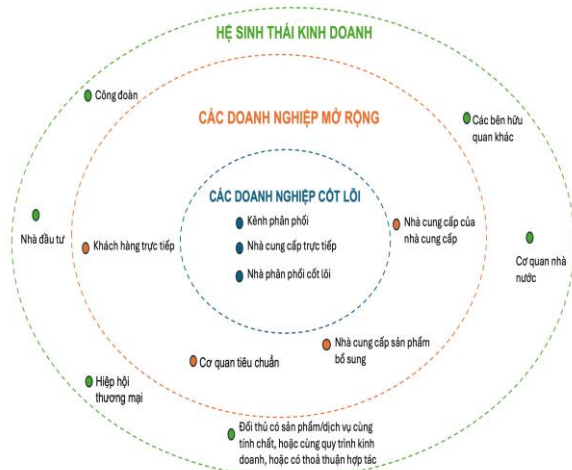 HỆ SINH THÁI KINH DOANH
Công đoàn
CÁC DOANH NGHIỆP MỞ RỘNG
Các bên hữu
quan khác
CÁC DOANH NGHIỆP CỐT LÕI
Kênh phân phối
Nhà cung cấp của
nhà cung cấp
Nhà đầu tư
Khách hàng trực tiếp
Nhà cung cấp trực tiếp
Cơ quan nhà
nước
Nhà phân phối cốt lõi
Nhà cung cấp sản phẩm
bổ sung
Cơ quan tiêu chuẩn
Hiệp hội
thương mại
Đối thủ có sản phẩm/dịch vụ cùng
tính chất, hoặc cùng quy trình kinh
doanh, hoặc có thoả thuận hợp tác